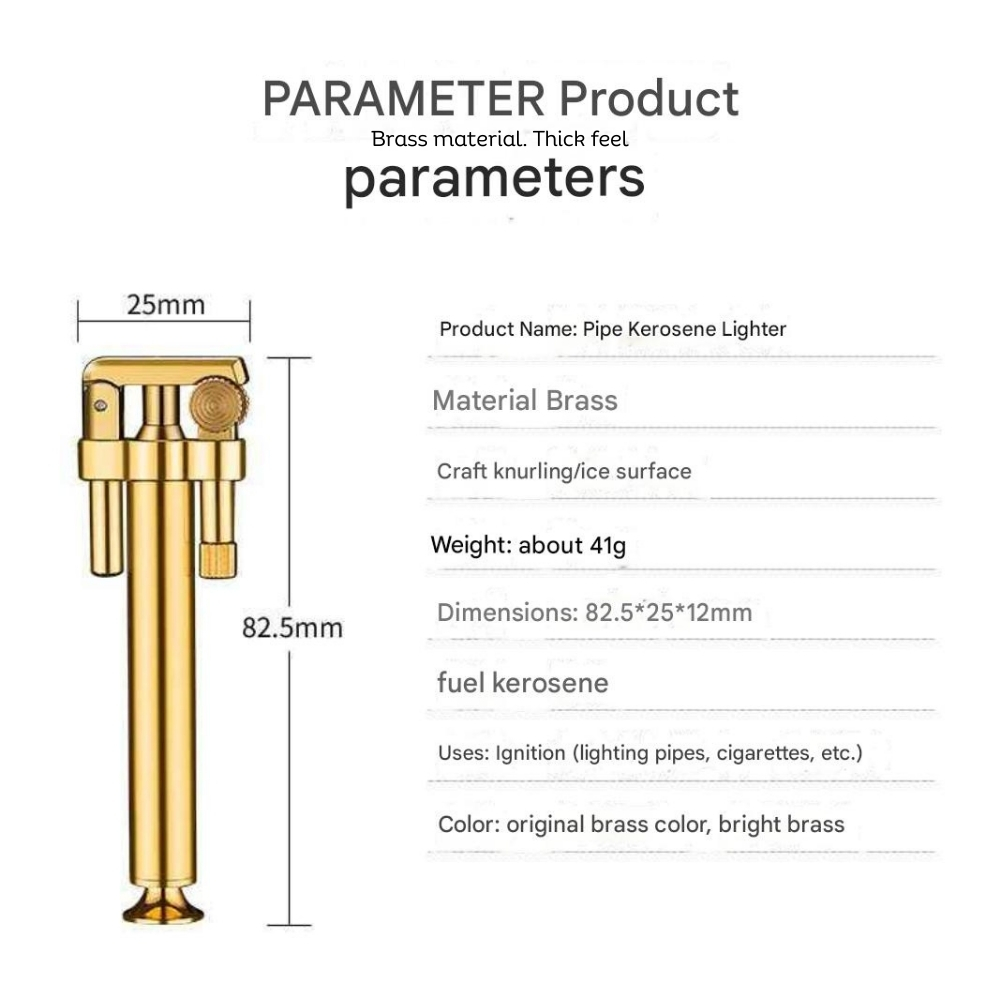 PARAMETER Product
Brass material. Thick feel
parameters
25mm
82.5mm
Product Name: Pipe Kerosene Lighter
Material Brass
Craft knurling/ice surface
Weight: about 41g
Dimensions: 82.5*25*12mm
fuel kerosene
Uses: Ignition (lighting pipes, cigarettes, etc.)
Color: original brass color, bright brass